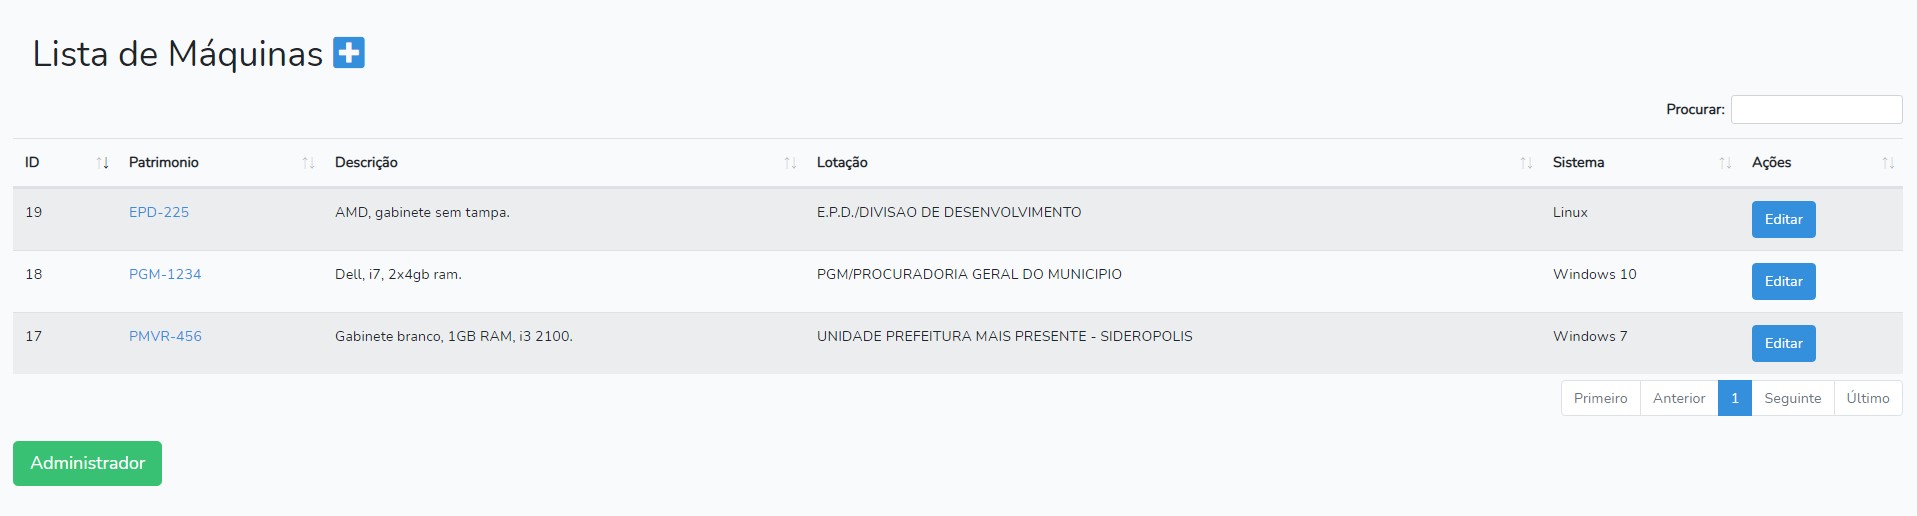 Lista de Máquinas
Procurar:
ID Patrimonio Descrição Lotação Sistema Ações
19 EPD-225 AMD, gabinete sem tampa. E.P.D./DIVISAO DE DESENVOLVIMENTO Linux Editar
18 PGM-1234 Dell, i7, 2x4gb ram. PGM/PROCURADORIA GERAL DO MUNICIPIO Windows 10 Editar
17 PMVR-456 Gabinete branco, 1GB RAM, i3 2100. UNIDADE PREFEITURA MAIS PRESENTE - SIDEROPOLIS Windows 7 Editar
Primeiro Anterior 1 Seguinte Último
Administrador